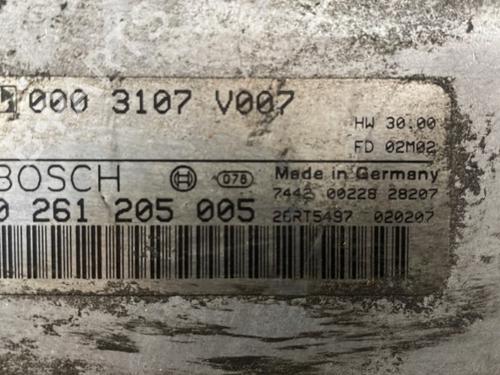 000 3107 V007
HW 30.00
FD 02M02
BOSCH 078 Made in Germany
7442 00228 28207
0 261 205 005 26RT5497 020207